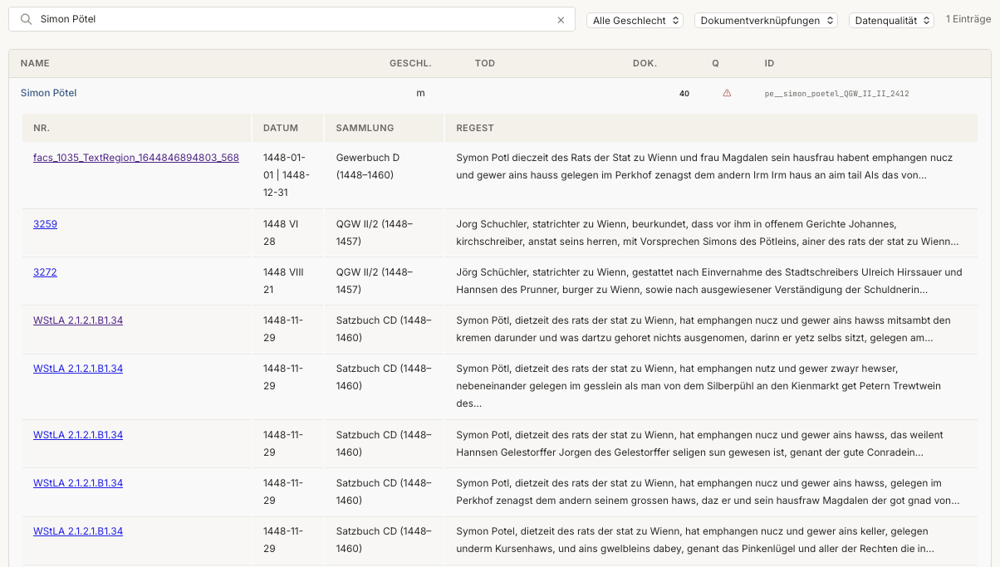 Simon Pötel
Alle Geschlecht
Dokumentverknüpfungen
Datenqualität
1 Einträge
NAME GESCHL. TOD DOK. Q ID
Simon Pötel m 40 pe__simon_poetel_QGW_II_II_2412
NR. DATUM SAMMLUNG REGEST
facs_1035_TextRegion_1644846894803_568 1448-01- Gewerbuch D Symon Potl dieczeit des Rats der Stat zu Wienn und frau Magdalen sein hausfrau habent emphangen nucz
01 | 1448- (1448–1460) und gewer ains hauss gelegen im Perkhof zenagst dem andern Irm Irm haus an aim tail Als das von...
12-31
3259 1448 VI QGW II/2 (1448– Jorg Schuchler, statrichter zu Wienn, beurkundet, dass vor ihm in offenem Gerichte Johannes,
28 1457) kirchschreiber, anstat seins herren, mit Vorsprechen Simons des Pötleins, ainer des rats der stat zu Wienn...
3272 1448 VIII QGW II/2 (1448– Jörg Schüchler, statrichter zu Wienn, gestattet nach Einvernahme des Stadtschreibers Ulreich Hirssauer und
21 1457) Hannsen des Prunner, burger zu Wienn, sowie nach ausgewiesener Verständigung der Schuldnerin...
WStLA 2.1.2.1.B1.34 1448-11- Satzbuch CD (1448– Symon Pötl, dietzeit des rats der stat zu Wienn, hat emphangen nucz und gewer ains hawss mitsambt den
29 1460) kremen darunder und was dartzu gehoret nichts ausgenomen, darinn er yetz selbs sitzt, gelegen am...
WStLA 2.1.2.1.B1.34 1448-11- Satzbuch CD (1448– Symon Pötl, dietzeit des rats der stat zu Wienn, hat emphangen nutz und gewer zwayr hewser,
29 1460) nebeneinander gelegen im gesslein als man von dem Silberpühl an den Kienmarkt get Petern Trewtwein
des...
WStLA 2.1.2.1.B1.34 1448-11- Satzbuch CD (1448– Symon Potl, dietzeit des rats der stat zu Wienn, hat emphangen nucz und gewer ains hawss, das weilent
29 1460) Hannsen Gelestorffer Jorgen des Gelestorffer seligen sun gewesen ist, genant der gute Conradein...
WStLA 2.1.2.1.B1.34 1448-11- Satzbuch CD (1448– Symon Potl, dietzeit des rats der stat zu Wienn, hat emphangen nucz und gewer ains hawss, gelegen im
29 1460) Perkhof zenagst dem andern seinem grossen haws, daz er und sein hausfraw Magdalen der got gnad von...
WStLA 2.1.2.1.B1.34 1448-11- Satzbuch CD (1448– Symon Potel, dietzeit des rats der stat zu Wienn, hat emphangen nucz und gewer ains keller, gelegen
29 1460) underm Kursenhaws, und ains gwelbleins dabey, genant das Pinkenlügel und aller der Rechten die in...